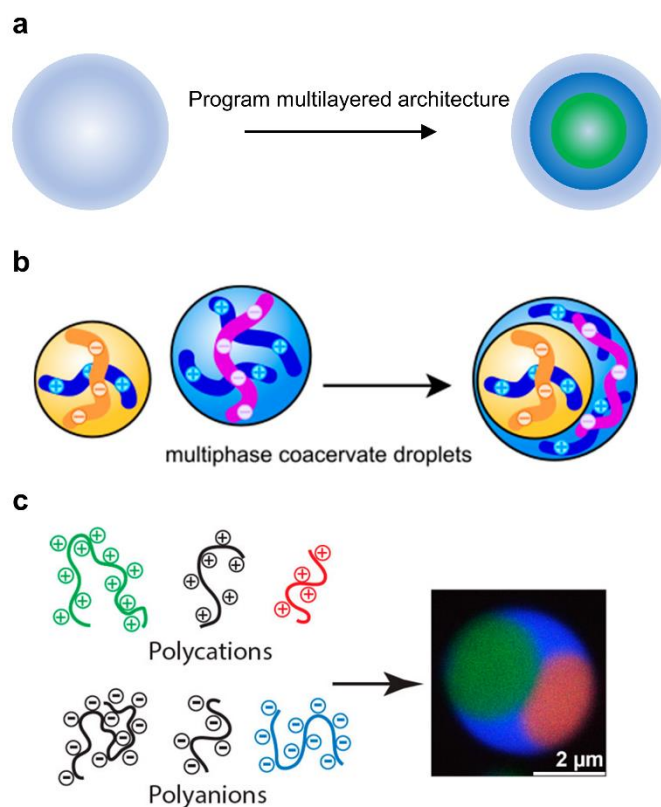 a
Program multilayered architecture
b
multiphase coacervate droplets
c
Polycations
Polyanions
2 µm